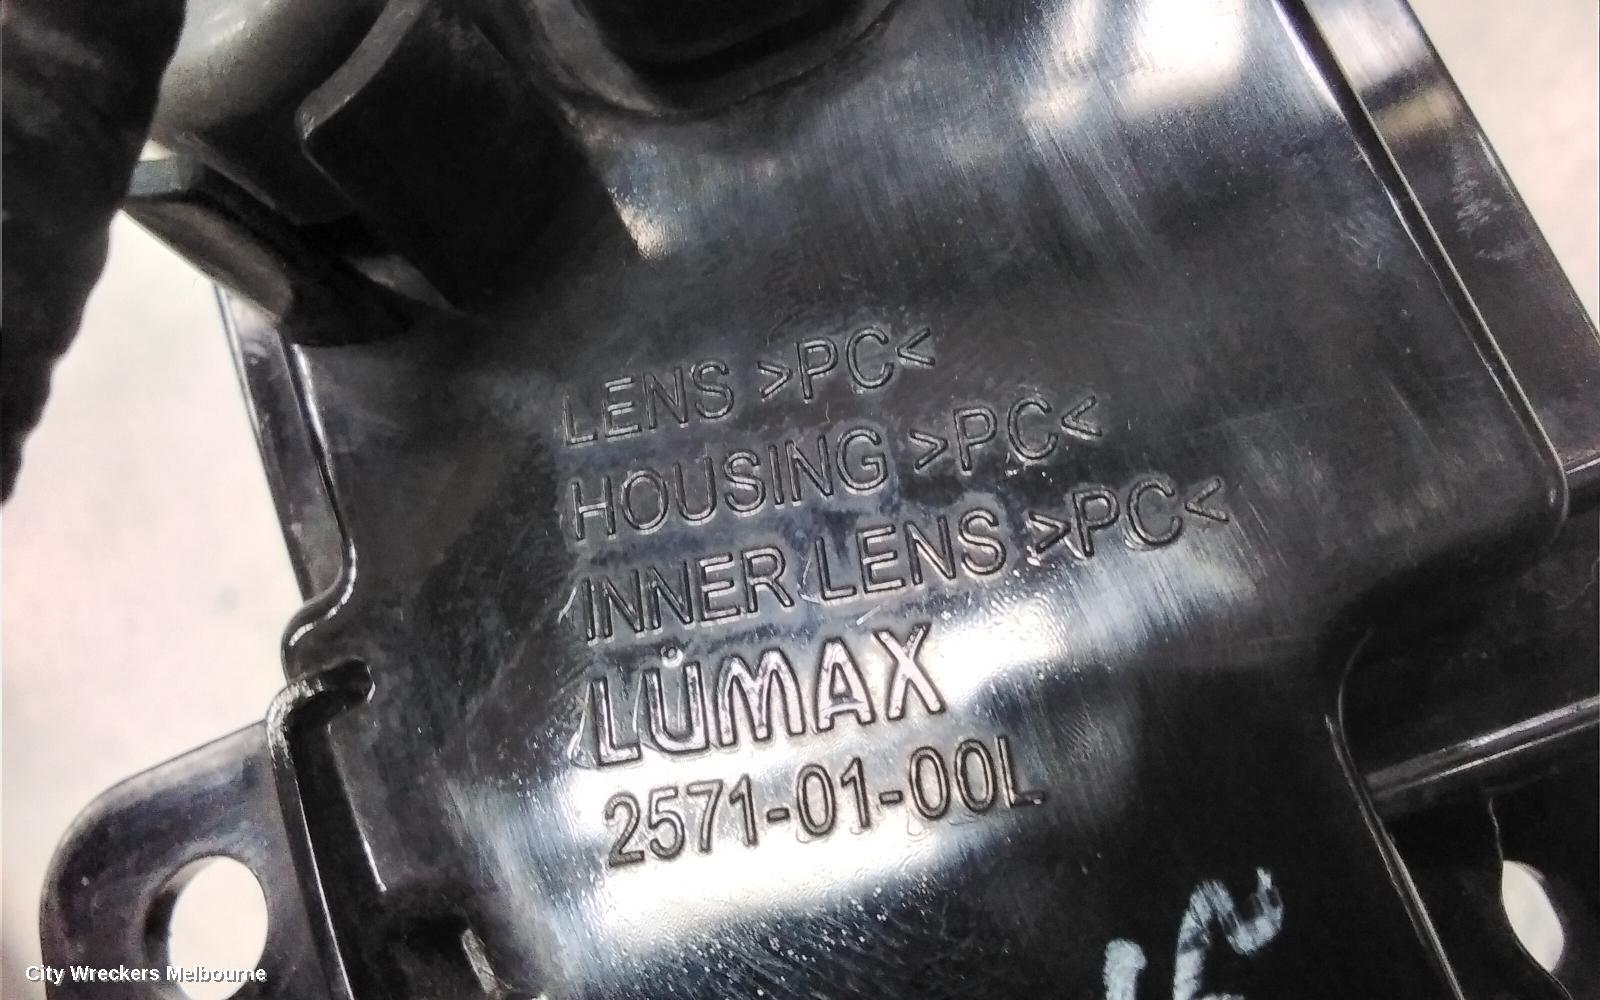 LENS >PC<
HOUSING >PC<
INNER LENS >PC<
LUMAX
2571-01-00L
City Wreckers Melbourne